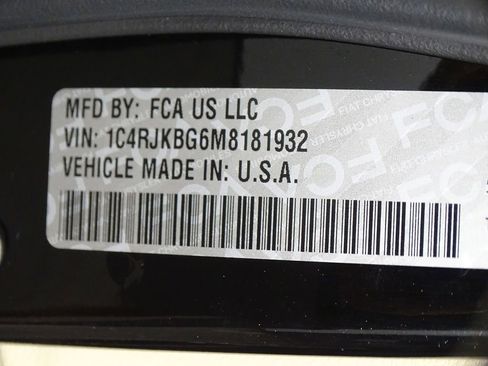 MFD BY: FCA US LLC
VIN: 1C4RJKBG6M8181932
VEHICLE MADE IN: U.S.A.